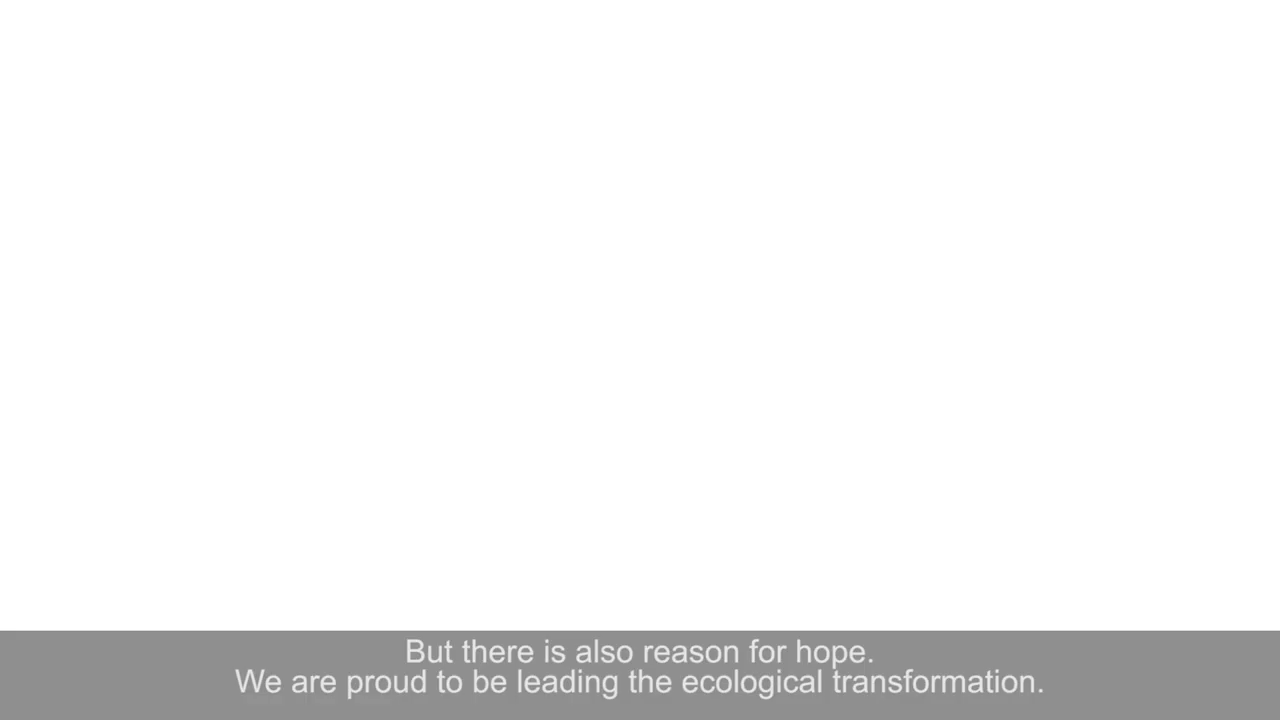 But there is also reason for hope.
We are proud to be leading the ecological transformation.